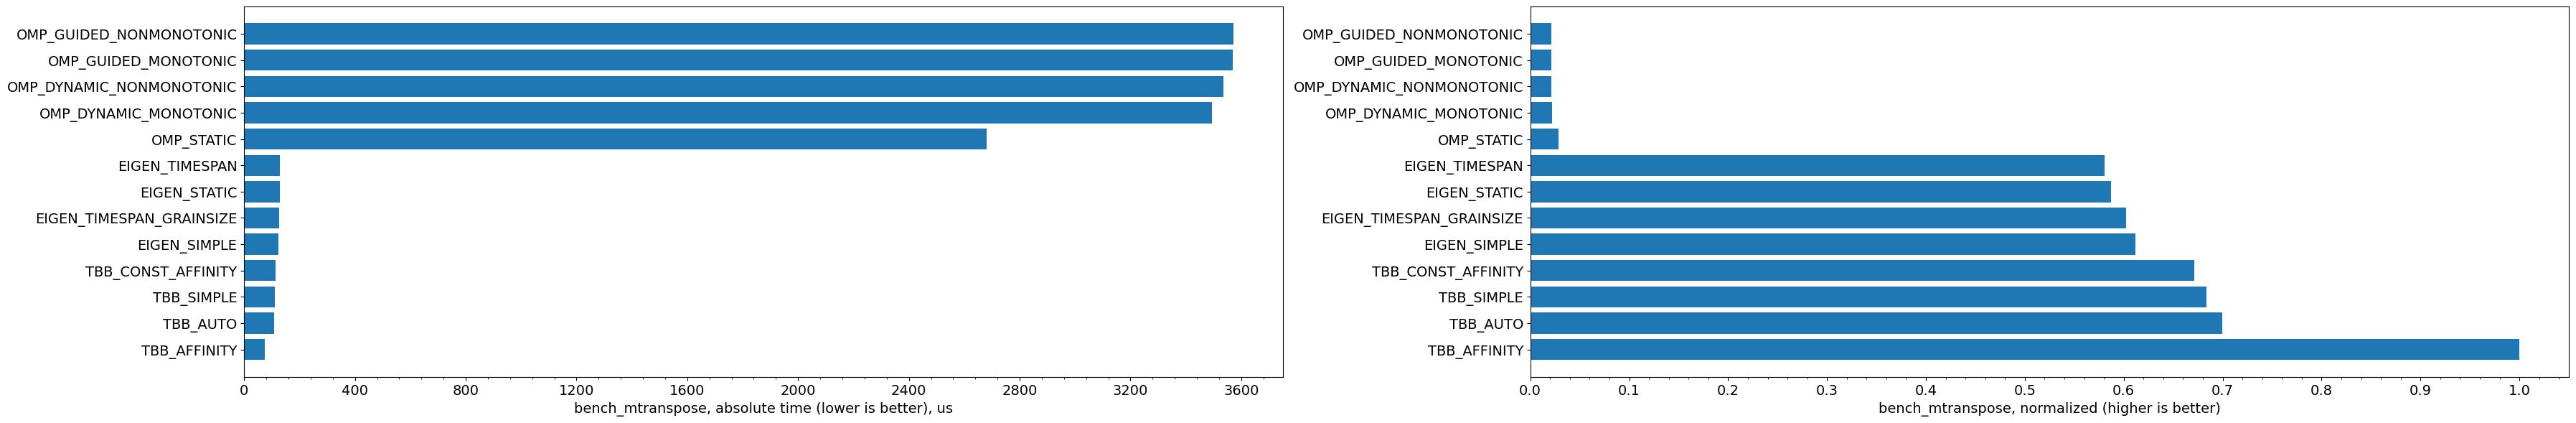 OMP_GUIDED_NONMONOTONIC
OMP_GUIDED_MONOTONIC
OMP_DYNAMIC_NONMONOTONIC
OMP_DYNAMIC_MONOTONIC
OMP_STATIC
EIGEN_TIMESPAN
EIGEN_STATIC
EIGEN_TIMESPAN_GRAINSIZE
EIGEN_SIMPLE
TBB_CONST_AFFINITY
TBB_SIMPLE
TBB_AUTO
TBB_AFFINITY
0 400 800 1200 1600 2000 2400 2800 3200 3600
bench_mtranspose, absolute time (lower is better), us
OMP_GUIDED_NONMONOTONIC
OMP_GUIDED_MONOTONIC
OMP_DYNAMIC_NONMONOTONIC
OMP_DYNAMIC_MONOTONIC
OMP_STATIC
EIGEN_TIMESPAN
EIGEN_STATIC
EIGEN_TIMESPAN_GRAINSIZE
EIGEN_SIMPLE
TBB_CONST_AFFINITY
TBB_SIMPLE
TBB_AUTO
TBB_AFFINITY
0.0 0.1 0.2 0.3 0.4 0.5 0.6 0.7 0.8 0.9 1.0
bench_mtranspose, normalized (higher is better)